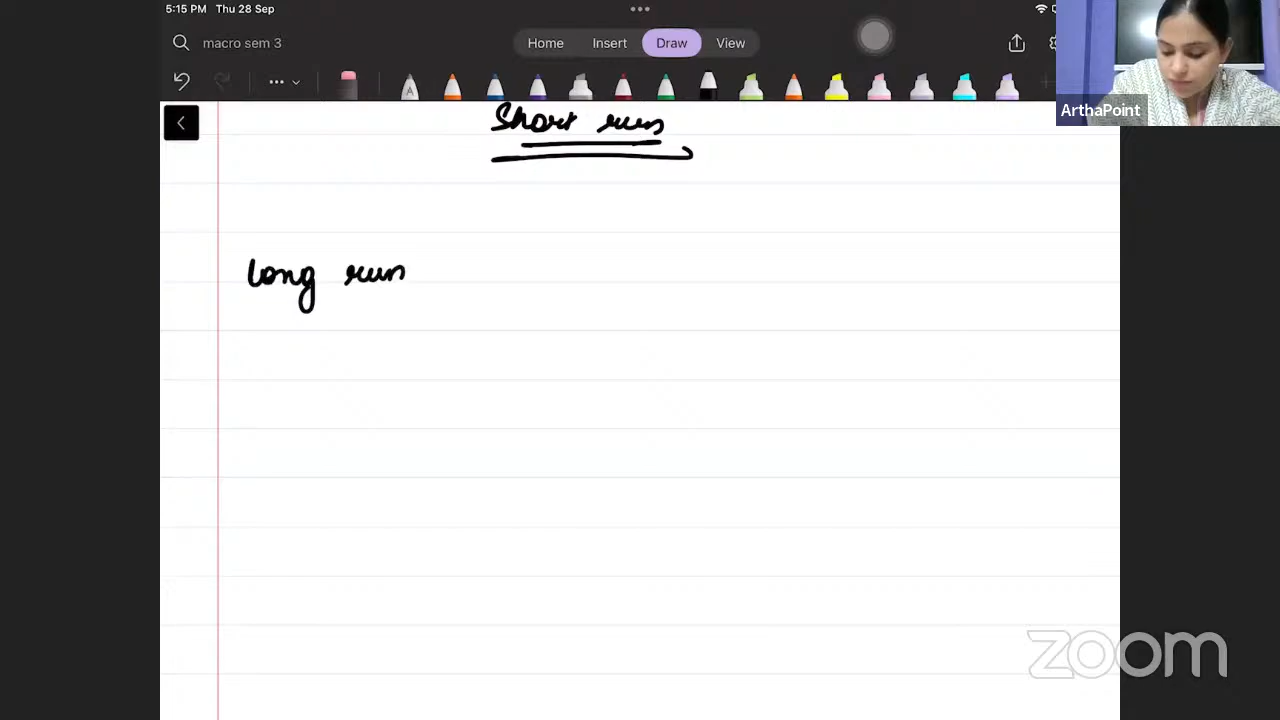 5:15 PM Thu 28 Sep
macro sem 3
Home Insert Draw View
ArthaPoint
Short run
long run
zoom